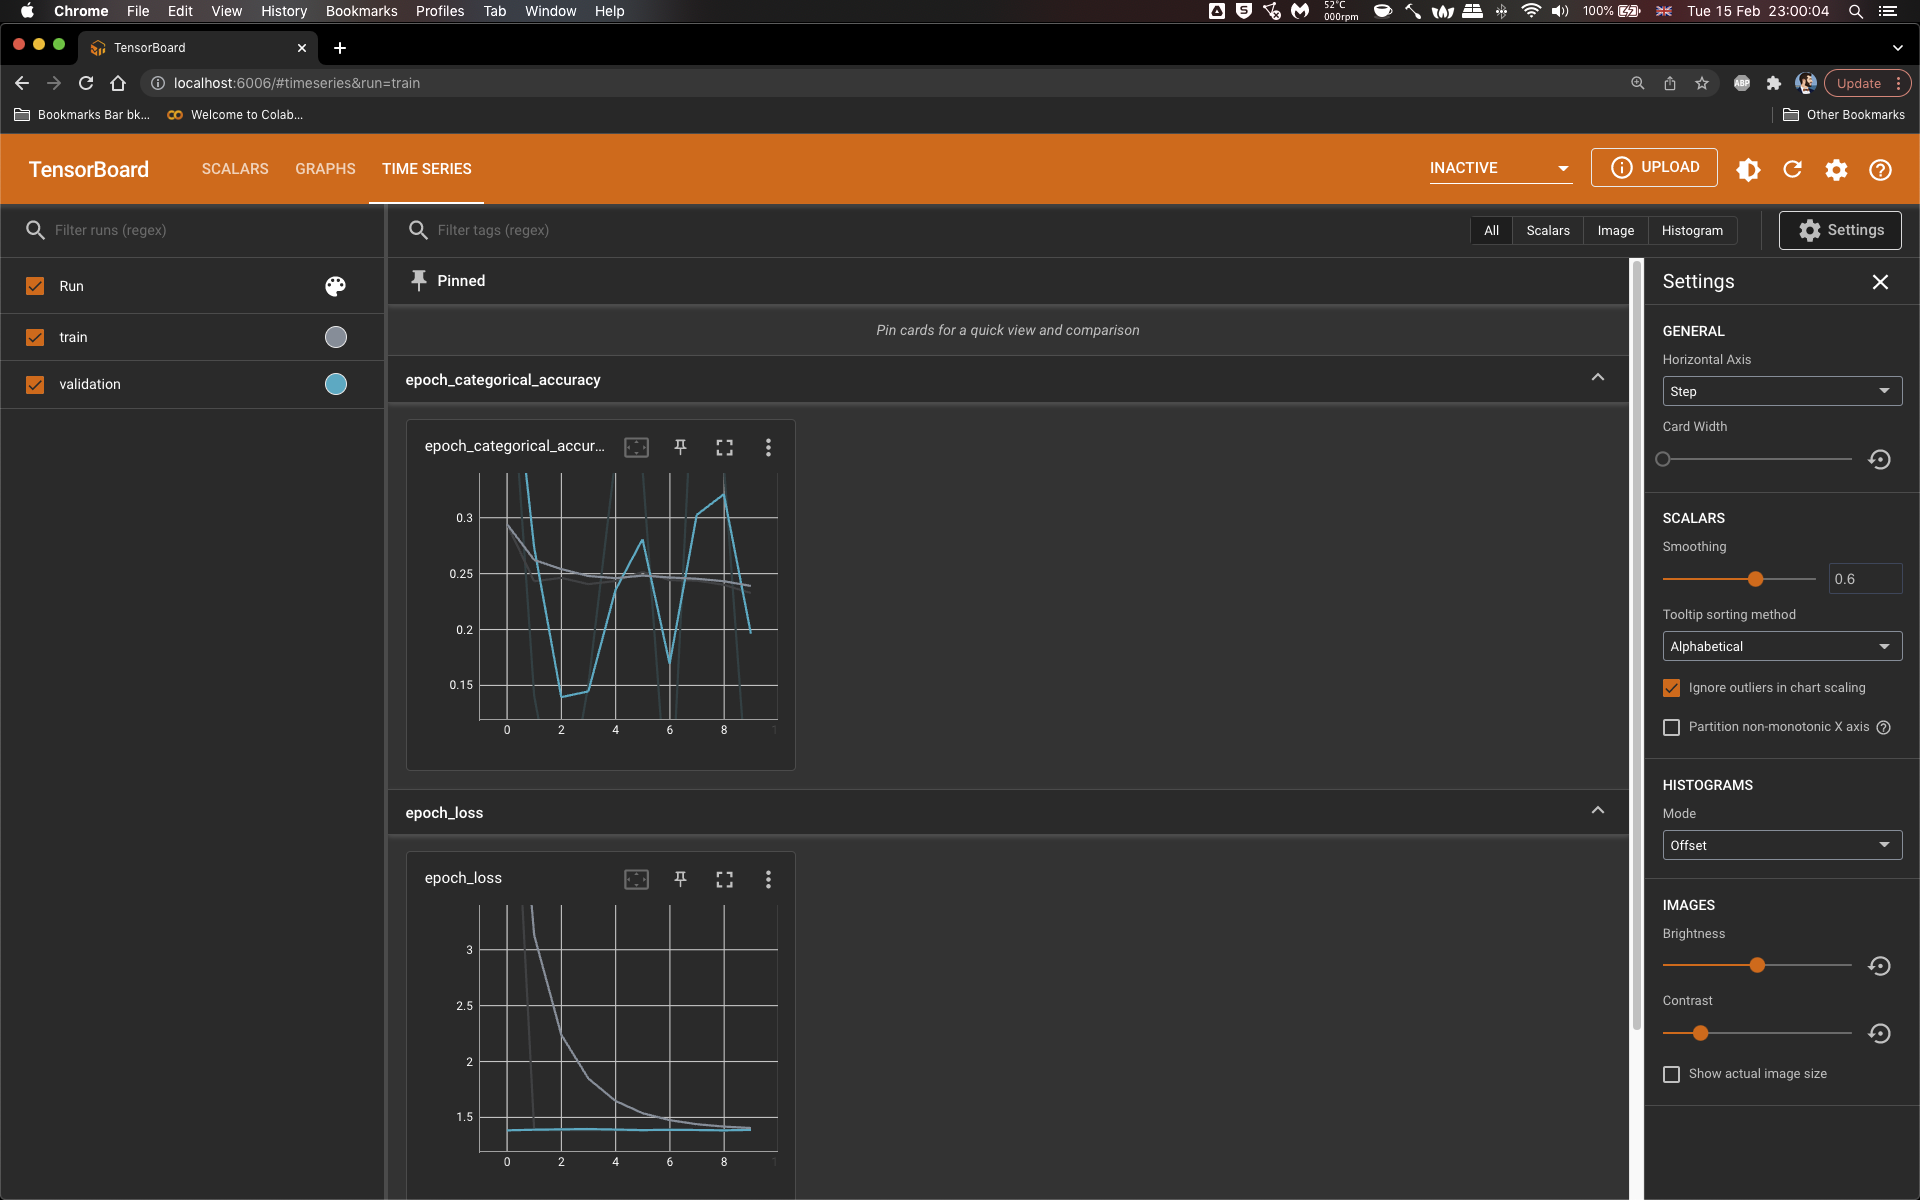 Chrome File Edit View History Bookmarks Profiles Tab Window Help 52°C 000rpm 100% Tue 15 Feb 23:00:04
TensorBoard
localhost:6006/#timeseries&run=train ABP Update
Bookmarks Bar bk... Welcome to Colab... Other Bookmarks
TensorBoard SCALARS GRAPHS TIME SERIES INACTIVE UPLOAD
Filter runs (regex)
Run
train
validation
Filter tags (regex) All Scalars Image Histogram Settings
Pinned
Pin cards for a quick view and comparison
epoch_categorical_accuracy
epoch_categorical_accur...
0.3
0.25
0.2
0.15
0 2 4 6 8
epoch_loss
epoch_loss
3
2.5
2
1.5
0 2 4 6 8
Settings
GENERAL
Horizontal Axis
Step
Card Width
SCALARS
Smoothing
0.6
Tooltip sorting method
Alphabetical
Ignore outliers in chart scaling
Partition non-monotonic X axis
HISTOGRAMS
Mode
Offset
IMAGES
Brightness
Contrast
Show actual image size